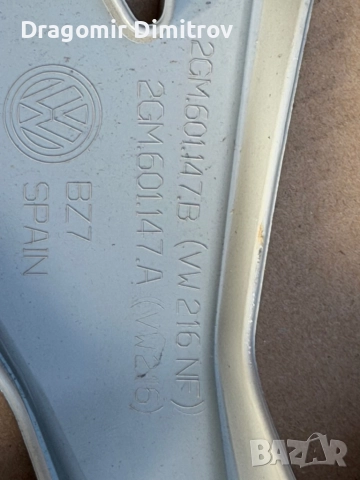 Dragomir Dimitrov
2GM.601.147.B (VW 216 NF)
2GM.601.147.A (VW216)
BZ7
SPAIN
BAZAR